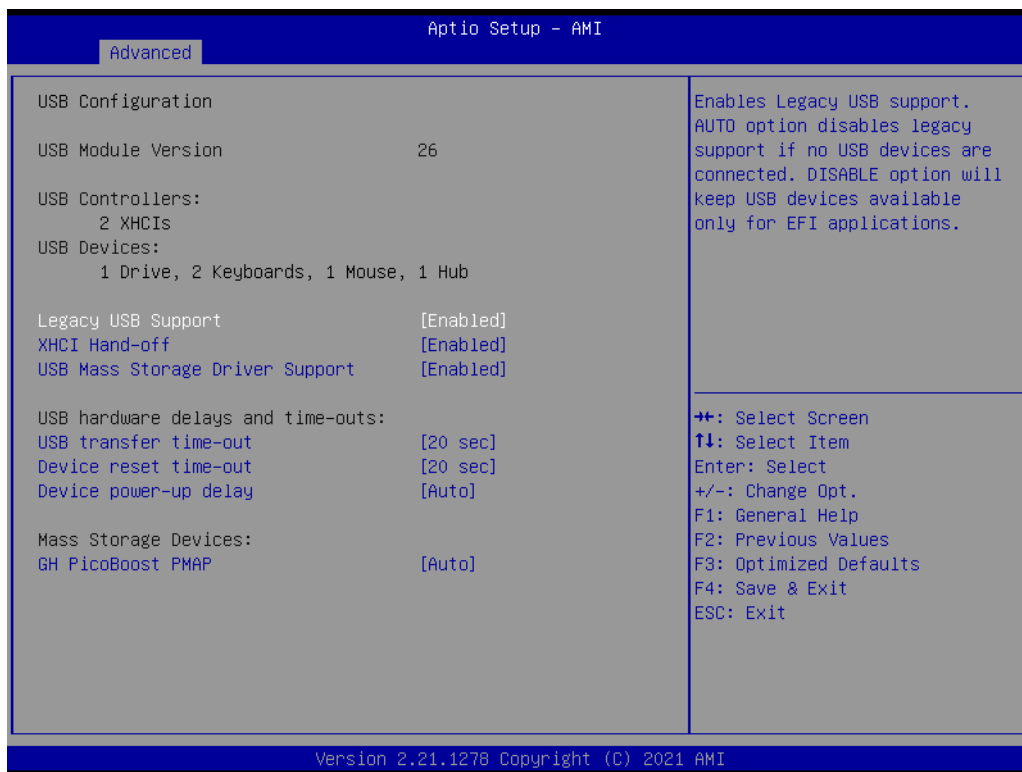 Aptio Setup – AMI
Advanced
USB Configuration
USB Module Version 26
USB Controllers:
2 XHCIs
USB Devices:
1 Drive, 2 Keyboards, 1 Mouse, 1 Hub
Legacy USB Support [Enabled]
XHCI Hand-off [Enabled]
USB Mass Storage Driver Support [Enabled]
USB hardware delays and time-outs:
USB transfer time-out [20 sec]
Device reset time-out [20 sec]
Device power-up delay [Auto]
Mass Storage Devices:
GH PicoBoost PMAP [Auto]
Enables Legacy USB support.
AUTO option disables legacy
support if no USB devices are
connected. DISABLE option will
keep USB devices available
only for EFI applications.
→←: Select Screen
↑↓: Select Item
Enter: Select
+/-: Change Opt.
F1: General Help
F2: Previous Values
F3: Optimized Defaults
F4: Save & Exit
ESC: Exit
Version 2.21.1278 Copyright (C) 2021 AMI